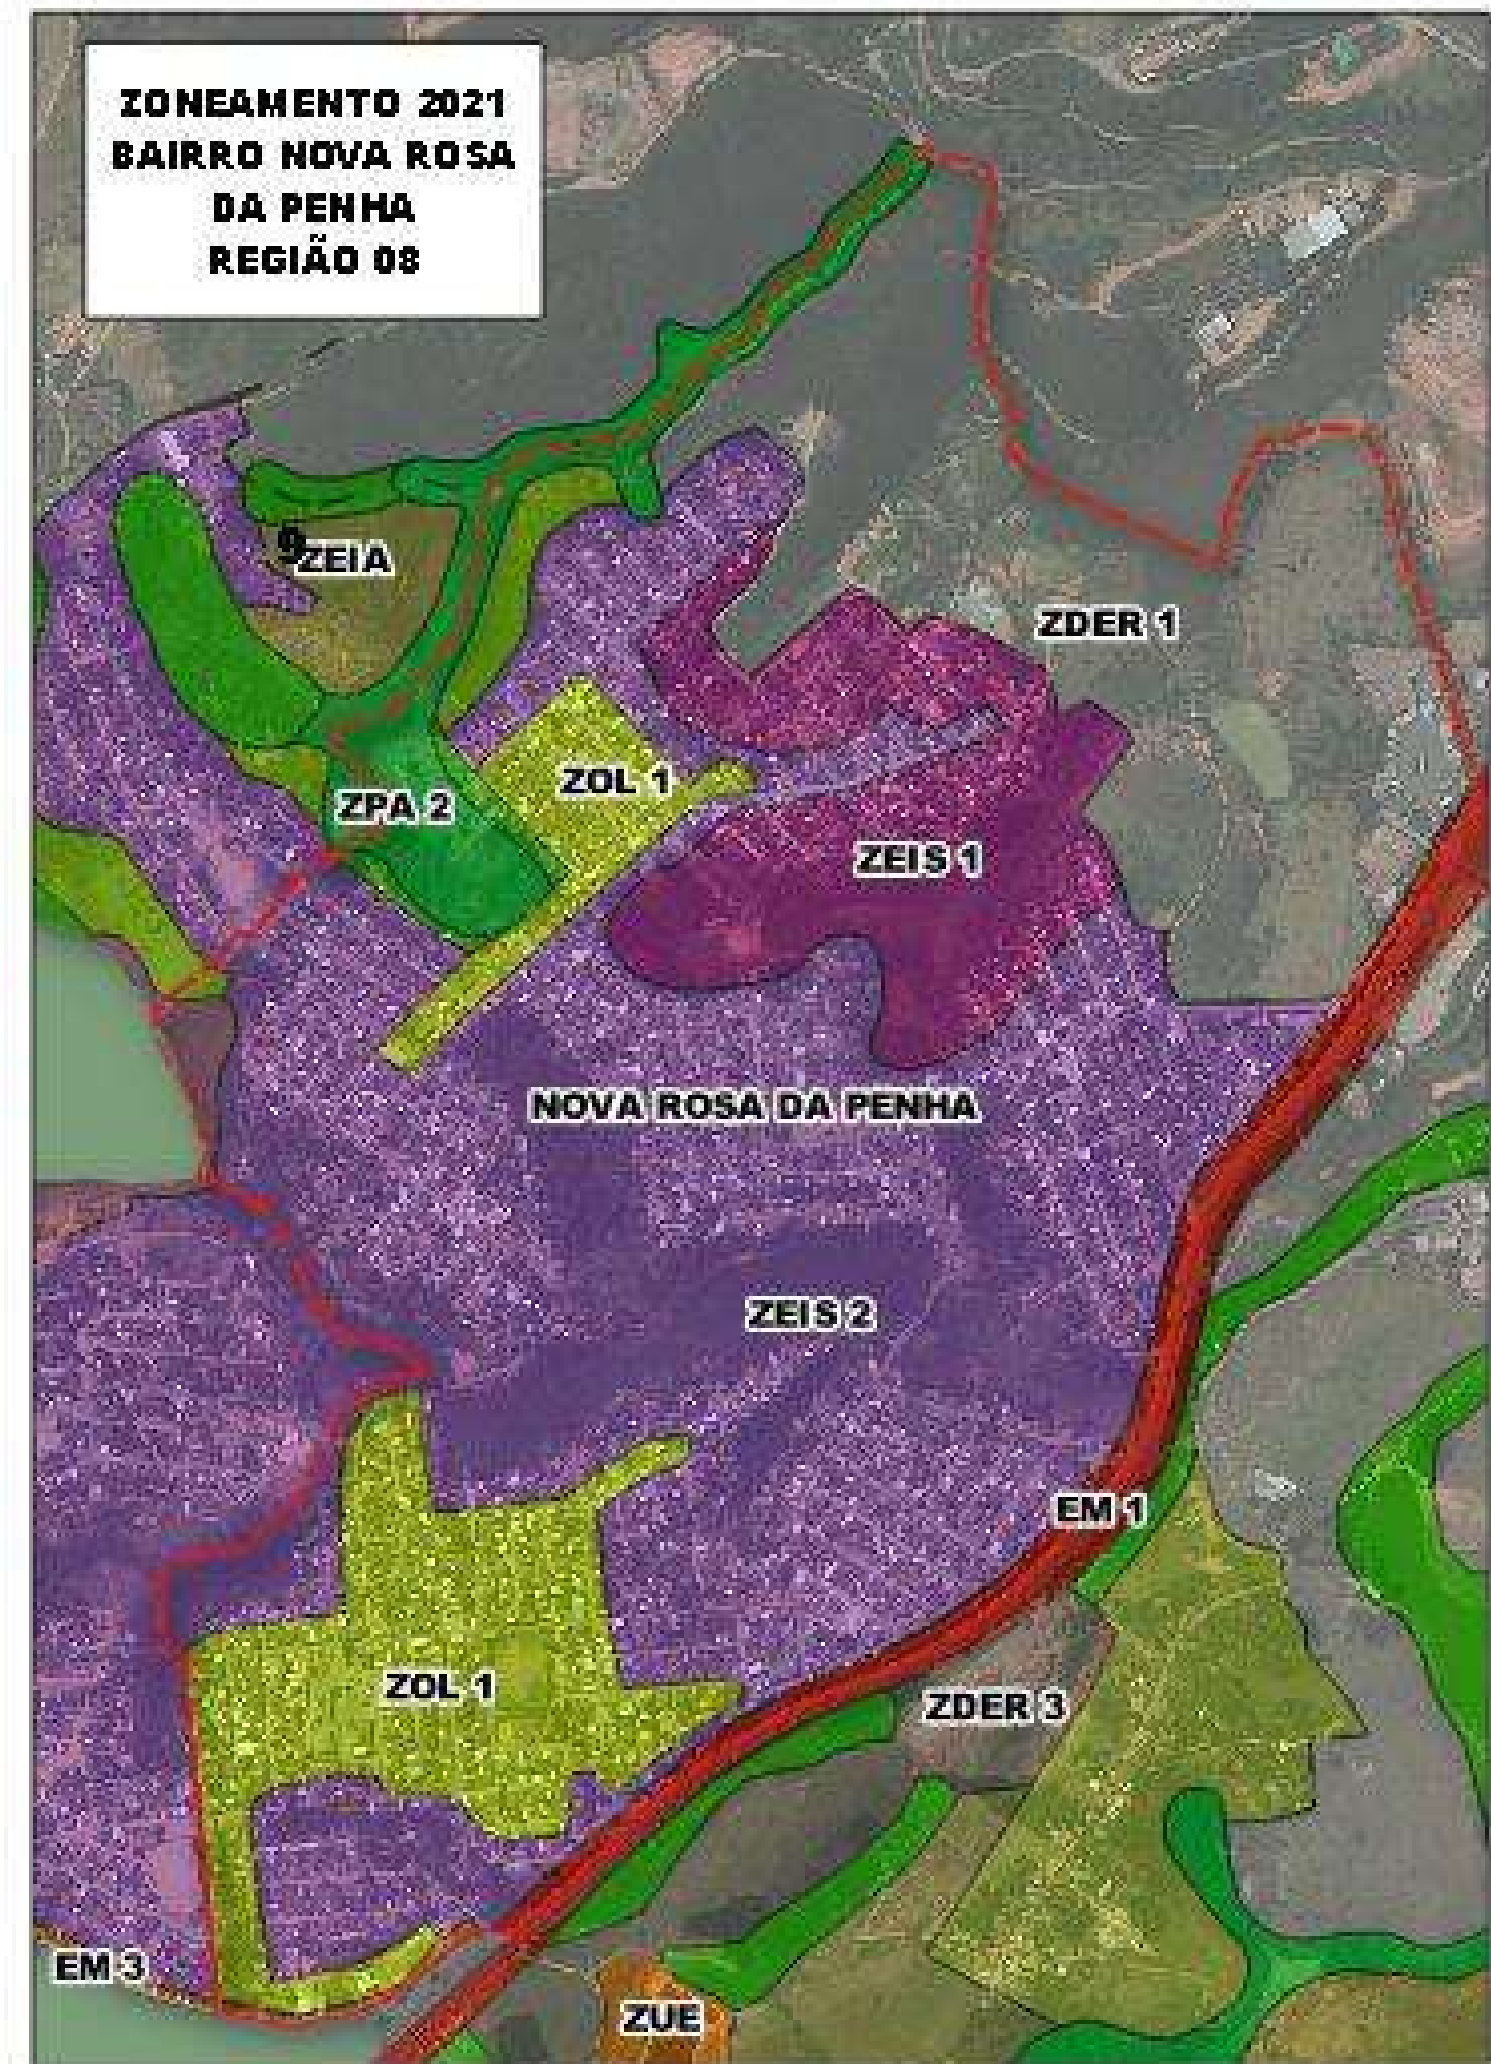 ZONEAMENTO 2021
BAIRRO NOVA ROSA
DA PENHA
REGIÃO 08
9
ZEIA
ZDER 1
ZOL 1
ZPA 2
ZEIS 1
NOVA ROSA DA PENHA
ZEIS 2
EM 1
ZOL 1
ZDER 3
EM 3
ZUE